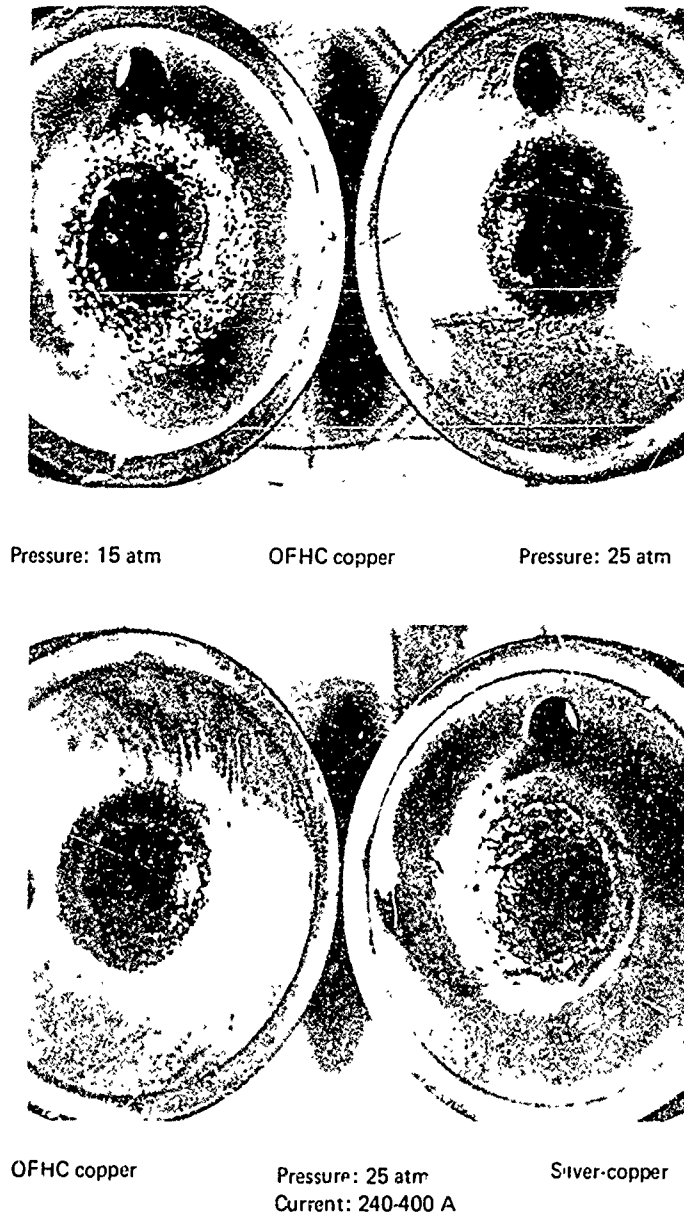 Pressure: 15 atm OFHC copper Pressure: 25 atm
OFHC copper Pressure: 25 atm Silver-copper
Current: 240-400 A